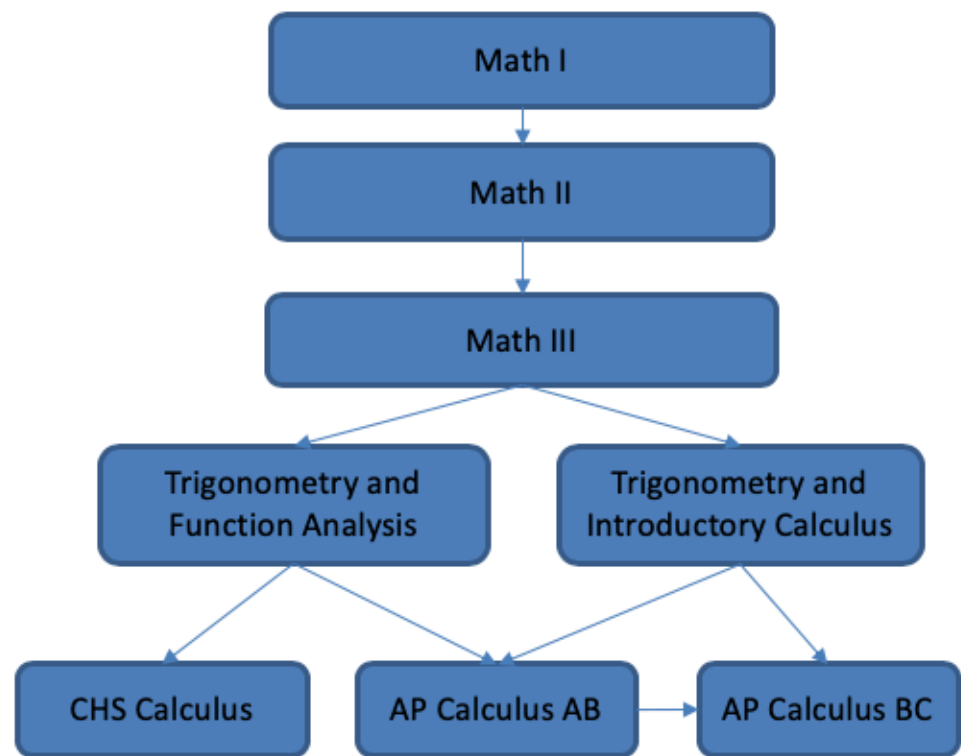 Math I
Math II
Math III
Trigonometry and
Function Analysis
Trigonometry and
Introductory Calculus
CHS Calculus
AP Calculus AB
AP Calculus BC